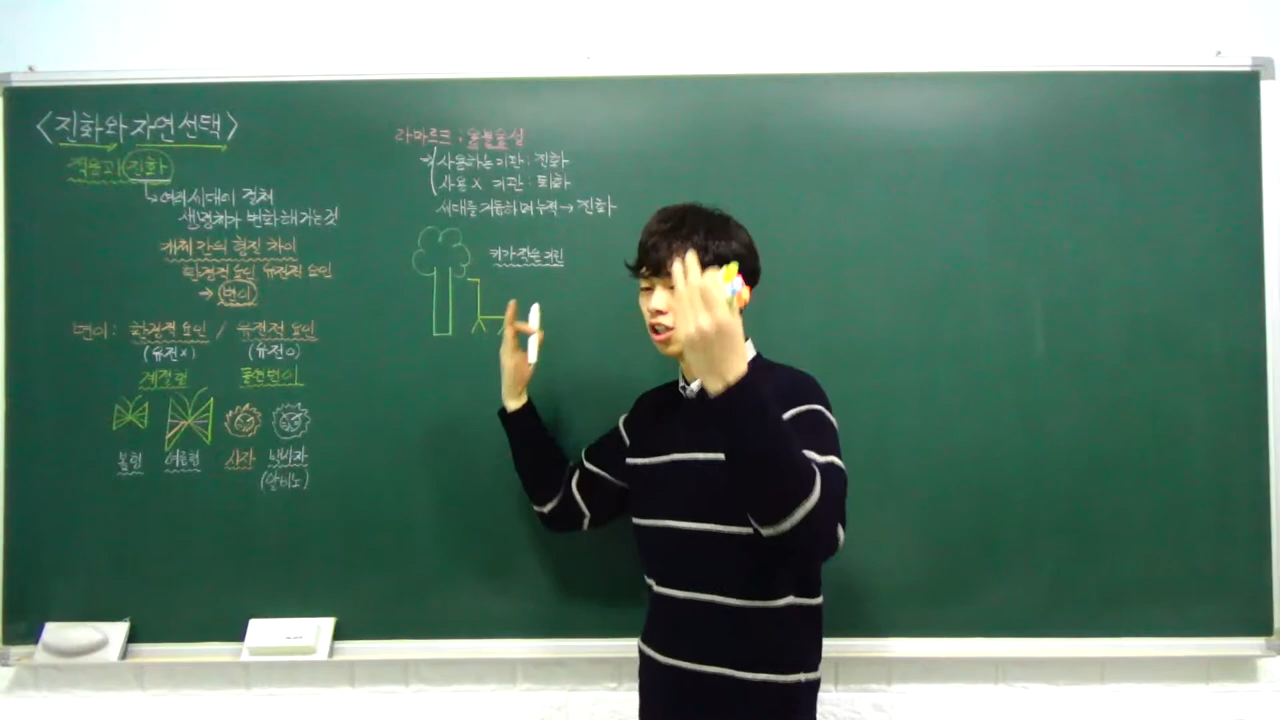 <진화와 자연선택>
적응과 진화
↳여러세대에 걸쳐
생명체가 변화해가는것
개체 간의 형질 차이
환경적 요인 유전적 요인
→ 변이
변이: 환경적 요인 / 유전적 요인
(유전x) (유전o)
계절형 돌연변이
봄형 여름형 사자 백사자
(알비노)
라마르크 : 용불용설
사용하는 기관 : 진화
사용 X 기관 : 퇴화
세대를 거듭하며 누적 → 진화
키가 작은 기린